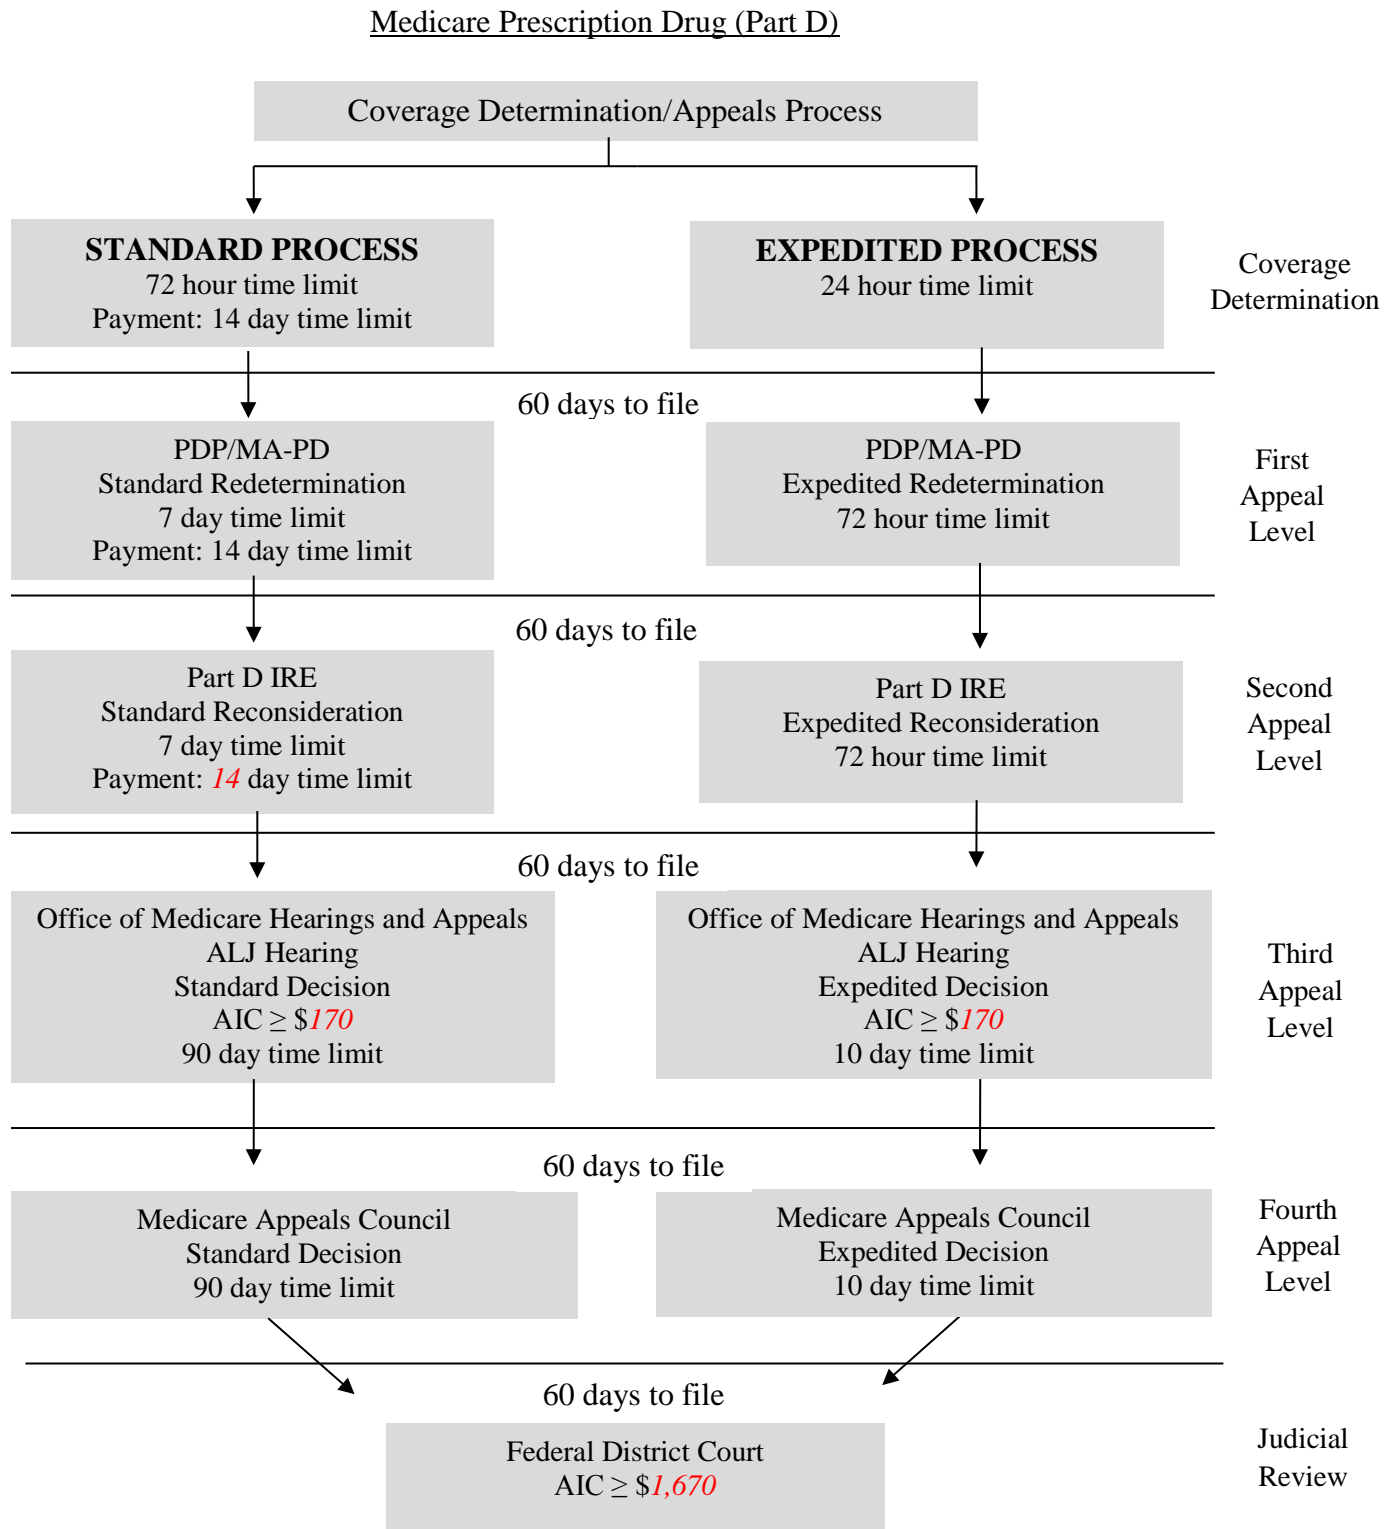 Medicare Prescription Drug (Part D)
Coverage Determination/Appeals Process
STANDARD PROCESS
72 hour time limit
Payment: 14 day time limit
EXPEDITED PROCESS
24 hour time limit
Coverage
Determination
60 days to file
PDP/MA-PD
Standard Redetermination
7 day time limit
Payment: 14 day time limit
PDP/MA-PD
Expedited Redetermination
72 hour time limit
First
Appeal
Level
60 days to file
Part D IRE
Standard Reconsideration
7 day time limit
Payment: 14 day time limit
Part D IRE
Expedited Reconsideration
72 hour time limit
Second
Appeal
Level
60 days to file
Office of Medicare Hearings and Appeals
ALJ Hearing
Standard Decision
AIC ≥ $170
90 day time limit
Office of Medicare Hearings and Appeals
ALJ Hearing
Expedited Decision
AIC ≥ $170
10 day time limit
Third
Appeal
Level
60 days to file
Medicare Appeals Council
Standard Decision
90 day time limit
Medicare Appeals Council
Expedited Decision
10 day time limit
Fourth
Appeal
Level
60 days to file
Federal District Court
AIC ≥ $1,670
Judicial
Review